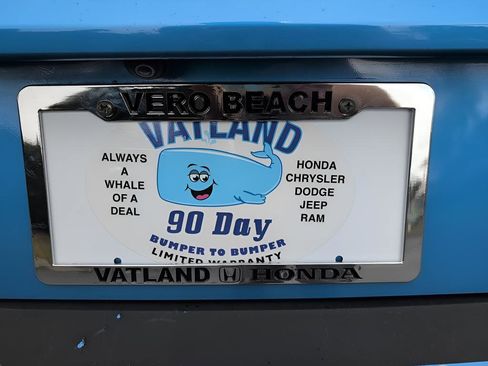 VERO BEACH
VATLAND
ALWAYS
A
WHALE
OF A
DEAL
HONDA
CHRYSLER
DODGE
JEEP
RAM
90 Day
BUMPER TO BUMPER
LIMITED WARRANTY
VATLAND HONDA